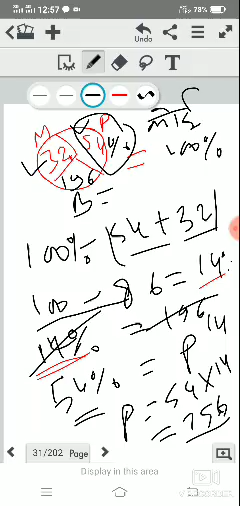 12:57
78%
Undo
M P
32 54%
196
100%
B =
100% - [54 + 32]
100 - 86 = 14%
14% = 196
14
54% = P
P = 54 × 14
= 756
31/202 Page
Display in this area